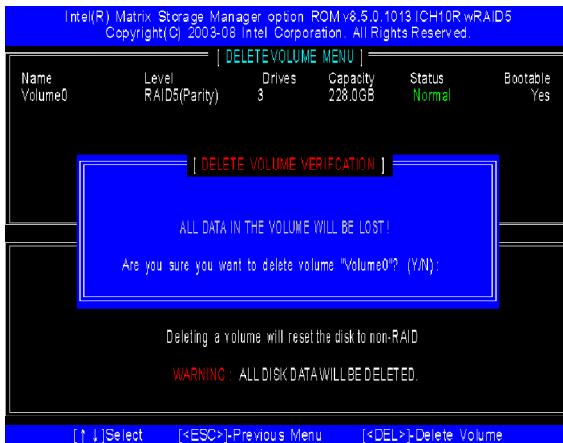 Intel(R) Matrix Storage Manager option ROM v8.5.0.1013 ICH10R wRAID5
Copyright(C) 2003-08 Intel Corporation. All Rights Reserved.
[ DELETE VOLUME MENU ]
Name Level Drives Capacity Status Bootable
Volume0 RAID5(Parity) 3 228.0GB Normal Yes
[ DELETE VOLUME VERIFCATION ]
ALL DATA IN THE VOLUME WILL BE LOST!
Are you sure you want to delete volume "Volume0"? (Y/N):
Deleting a volume will reset the disk to non-RAID
WARNING : ALL DISK DATA WILL BE DELETED.
[↑↓]Select [<ESC>]-Previous Menu [<DEL>]-Delete Volume